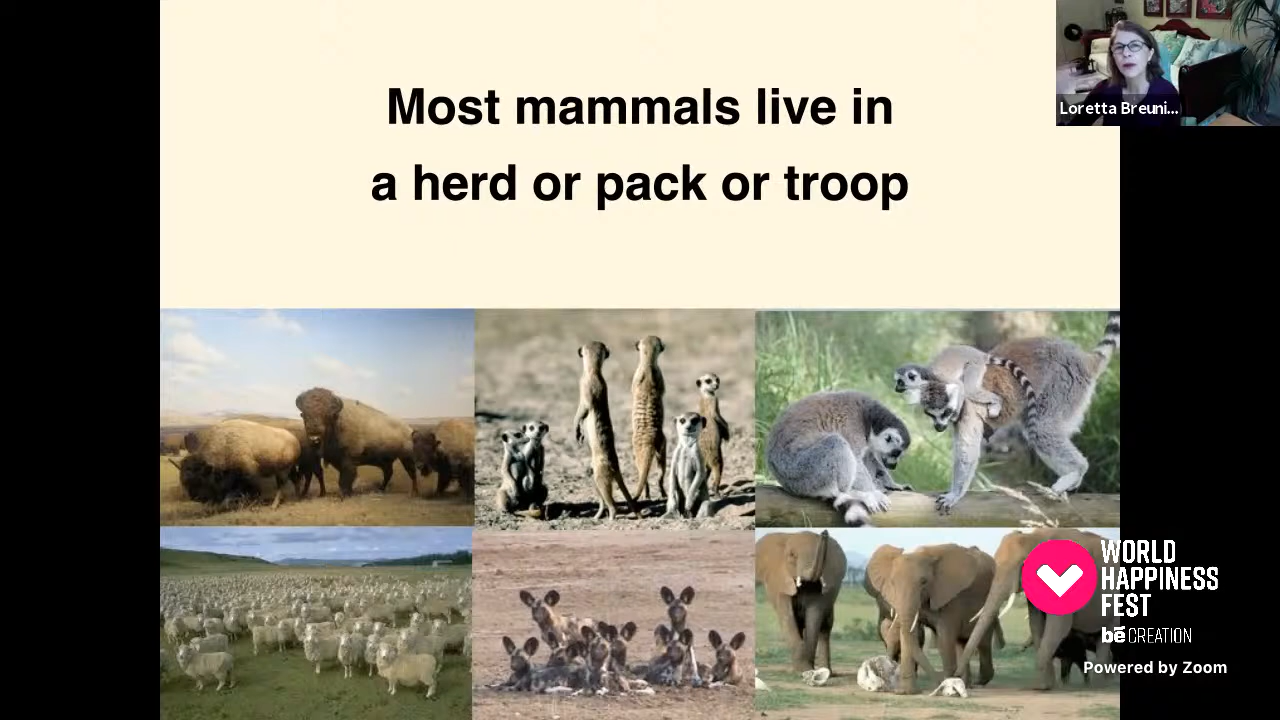 Most mammals live in
a herd or pack or troop
Loretta Breuni...
WORLD
HAPPINESS
FEST
bē CREATION
Powered by Zoom